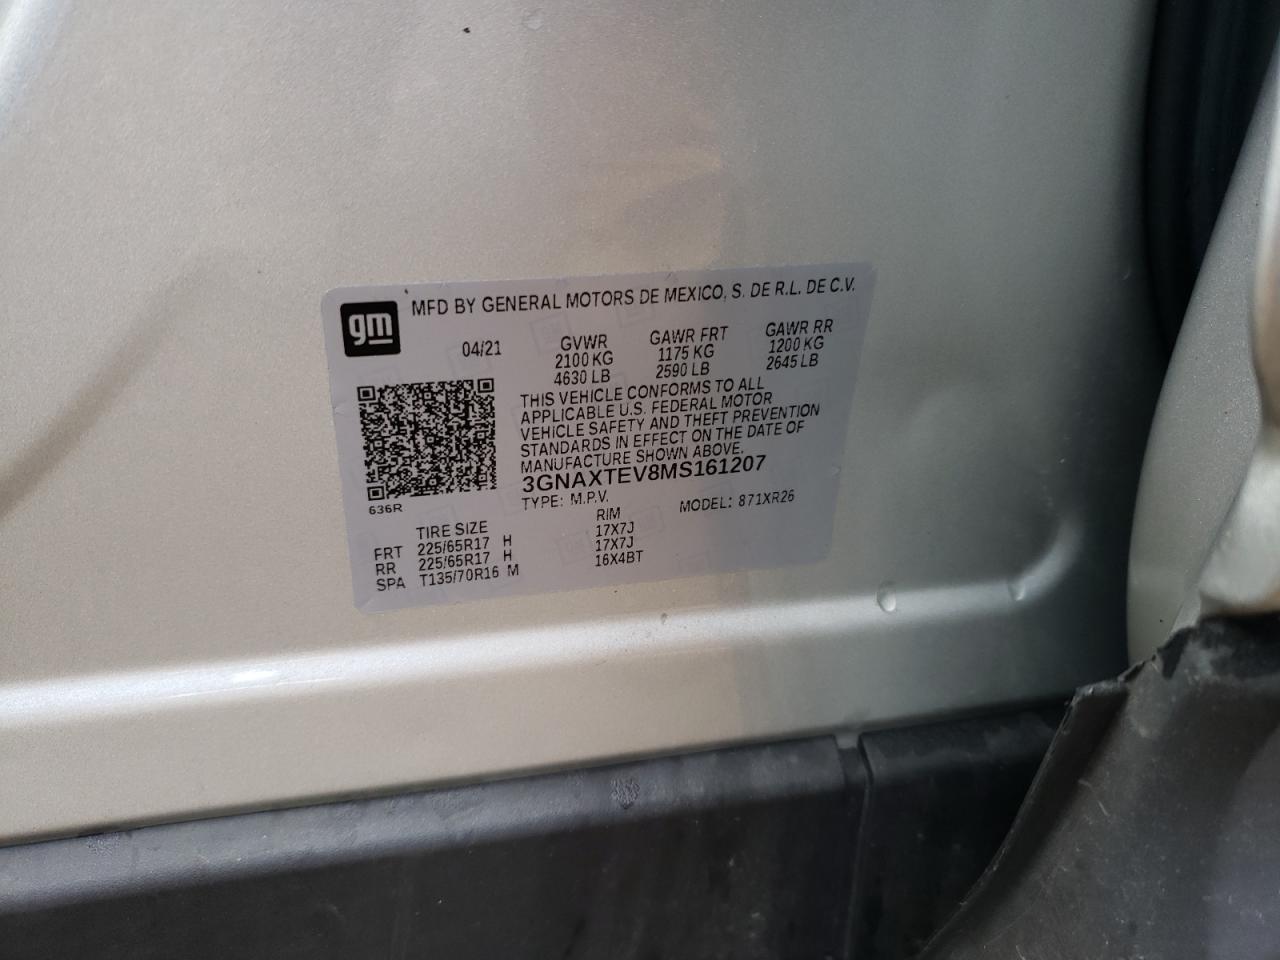 gm
MFD BY GENERAL MOTORS DE MEXICO, S. DE R.L. DE C.V.
04/21
GVWR GAWR FRT GAWR RR
2100 KG 1175 KG 1200 KG
4630 LB 2590 LB 2645 LB
THIS VEHICLE CONFORMS TO ALL
APPLICABLE U.S. FEDERAL MOTOR
VEHICLE SAFETY AND THEFT PREVENTION
STANDARDS IN EFFECT ON THE DATE OF
MANUFACTURE SHOWN ABOVE.
3GNAXTEV8MS161207
TYPE: M.P.V. MODEL: 871XR26
636R
TIRE SIZE RIM
FRT 225/65R17 H 17X7J
RR 225/65R17 H 17X7J
SPA T135/70R16 M 16X4BT